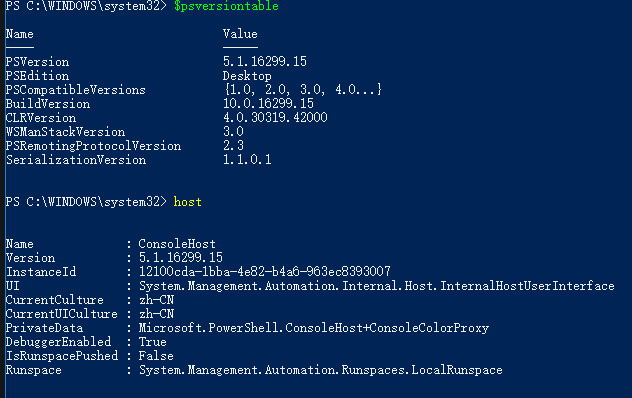 PS C:\WINDOWS\system32> $psversiontable
Name Value
---- -----
PSVersion 5.1.16299.15
PSEdition Desktop
PSCompatibleVersions {1.0, 2.0, 3.0, 4.0...}
BuildVersion 10.0.16299.15
CLRVersion 4.0.30319.42000
WSManStackVersion 3.0
PSRemotingProtocolVersion 2.3
SerializationVersion 1.1.0.1
PS C:\WINDOWS\system32> host
Name : ConsoleHost
Version : 5.1.16299.15
InstanceId : 12100cda-1bba-4e82-b4a6-963ec8393007
UI : System.Management.Automation.Internal.Host.InternalHostUserInterface
CurrentCulture : zh-CN
CurrentUICulture : zh-CN
PrivateData : Microsoft.PowerShell.ConsoleHost+ConsoleColorProxy
DebuggerEnabled : True
IsRunspacePushed : False
Runspace : System.Management.Automation.Runspaces.LocalRunspace